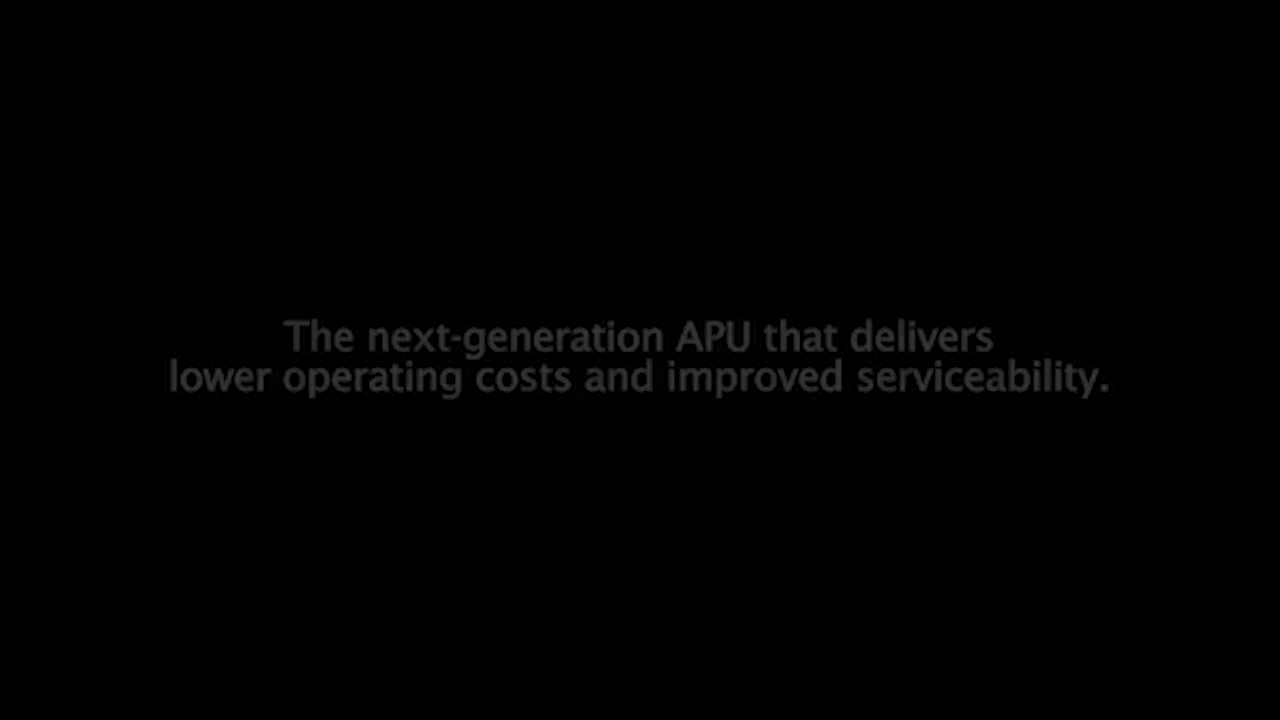 The next-generation APU that delivers
lower operating costs and improved serviceability.